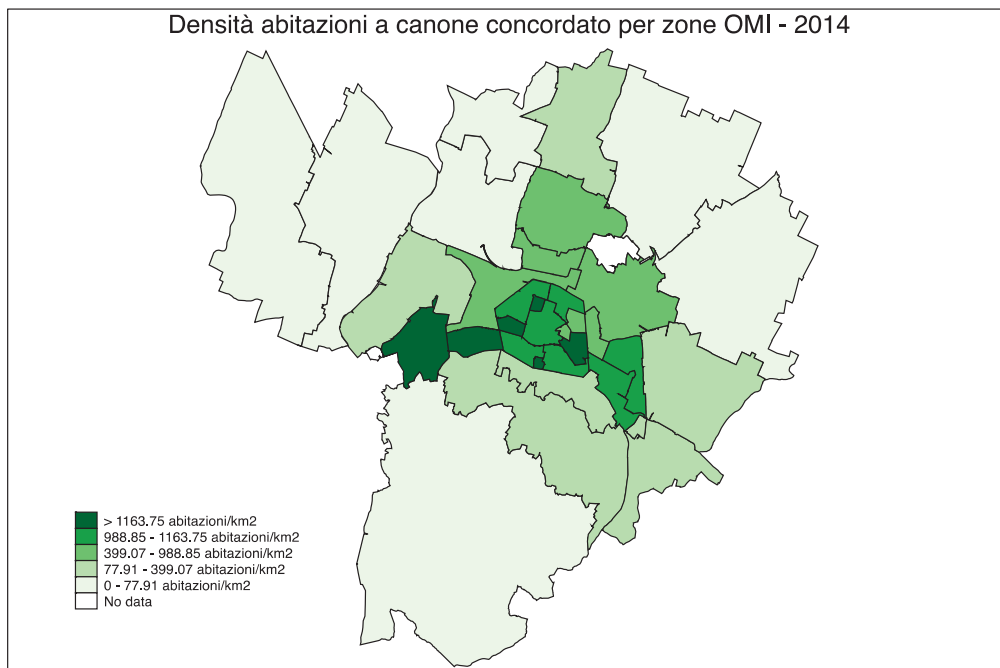 Densità abitazioni a canone concordato per zone OMI - 2014
> 1163.75 abitazioni/km2
988.85 - 1163.75 abitazioni/km2
399.07 - 988.85 abitazioni/km2
77.91 - 399.07 abitazioni/km2
0 - 77.91 abitazioni/km2
No data